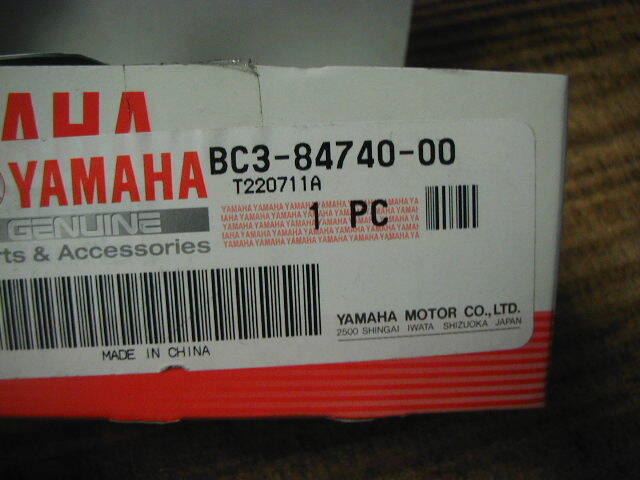 AHA
YAMAHA
BC3-84740-00
T220711A
GENUINE
rts & Accessories
1 PC
MADE IN CHINA
YAMAHA MOTOR CO.,LTD.
2500 SHINGAI IWATA SHIZUOKA JAPAN